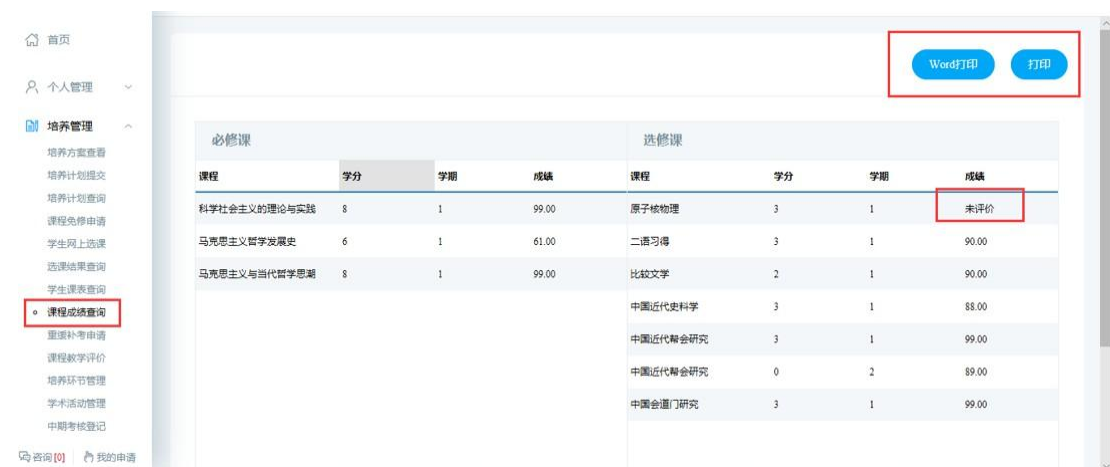 首页
个人管理
培养管理
培养方案查看
培养计划提交
培养计划查询
课程免修申请
学生网上选课
选课结果查询
学生课表查询
课程成绩查询
重缓补考申请
课程教学评价
培养环节管理
学术活动管理
中期考核登记
咨询[0] 我的申请
Word打印 打印
必修课
课程 学分 学期 成绩
科学社会主义的理论与实践 8 1 99.00
马克思主义哲学发展史 6 1 61.00
马克思主义与当代哲学思潮 8 1 99.00
选修课
课程 学分 学期 成绩
原子核物理 3 1 未评价
二语习得 3 1 90.00
比较文学 2 1 90.00
中国近代史料学 3 1 88.00
中国近代帮会研究 3 1 99.00
中国近代帮会研究 0 2 89.00
中国会道门研究 3 1 99.00